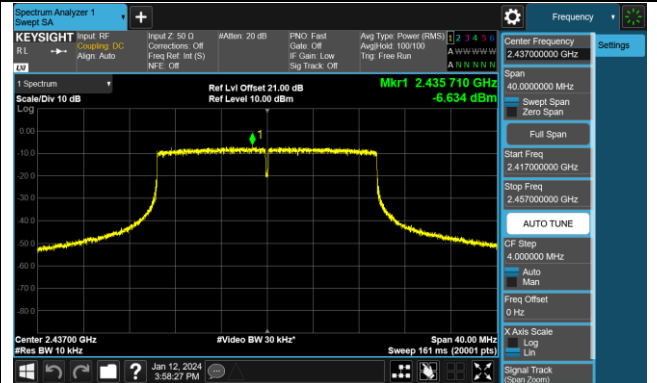 Spectrum Analyzer 1
Swept SA
Frequency
KEYSIGHT
RL
Input: RF
Coupling: DC
Align: Auto
Input Z: 50 Ω
Corrections: Off
Freq Ref: Int (S)
NFE: Off
#Atten: 20 dB
PNO: Fast
Gate: Off
IF Gain: Low
Sig Track: Off
Avg Type: Power (RMS)
Avg|Hold: 100/100
Trig: Free Run
1 2 3 4 5 6
A W W W W W
A N N N N N
LXI
1 Spectrum
Scale/Div 10 dB
Ref Lvl Offset 21.00 dB
Ref Level 10.00 dBm
Mkr1 2.435 710 GHz
-6.634 dBm
Log
0.00
-10.0
-20.0
-30.0
-40.0
-50.0
-60.0
-70.0
-80.0
1
Center 2.43700 GHz
#Res BW 10 kHz
#Video BW 30 kHz*
Span 40.00 MHz
Sweep 161 ms (20001 pts)
Center Frequency
2.437000000 GHz
Settings
Span
40.0000000 MHz
Swept Span
Zero Span
Full Span
Start Freq
2.417000000 GHz
Stop Freq
2.457000000 GHz
AUTO TUNE
CF Step
4.000000 MHz
Auto
Man
Freq Offset
0 Hz
X Axis Scale
Log
Lin
Signal Track
(Span Zoom)
Jan 12, 2024
3:58:27 PM